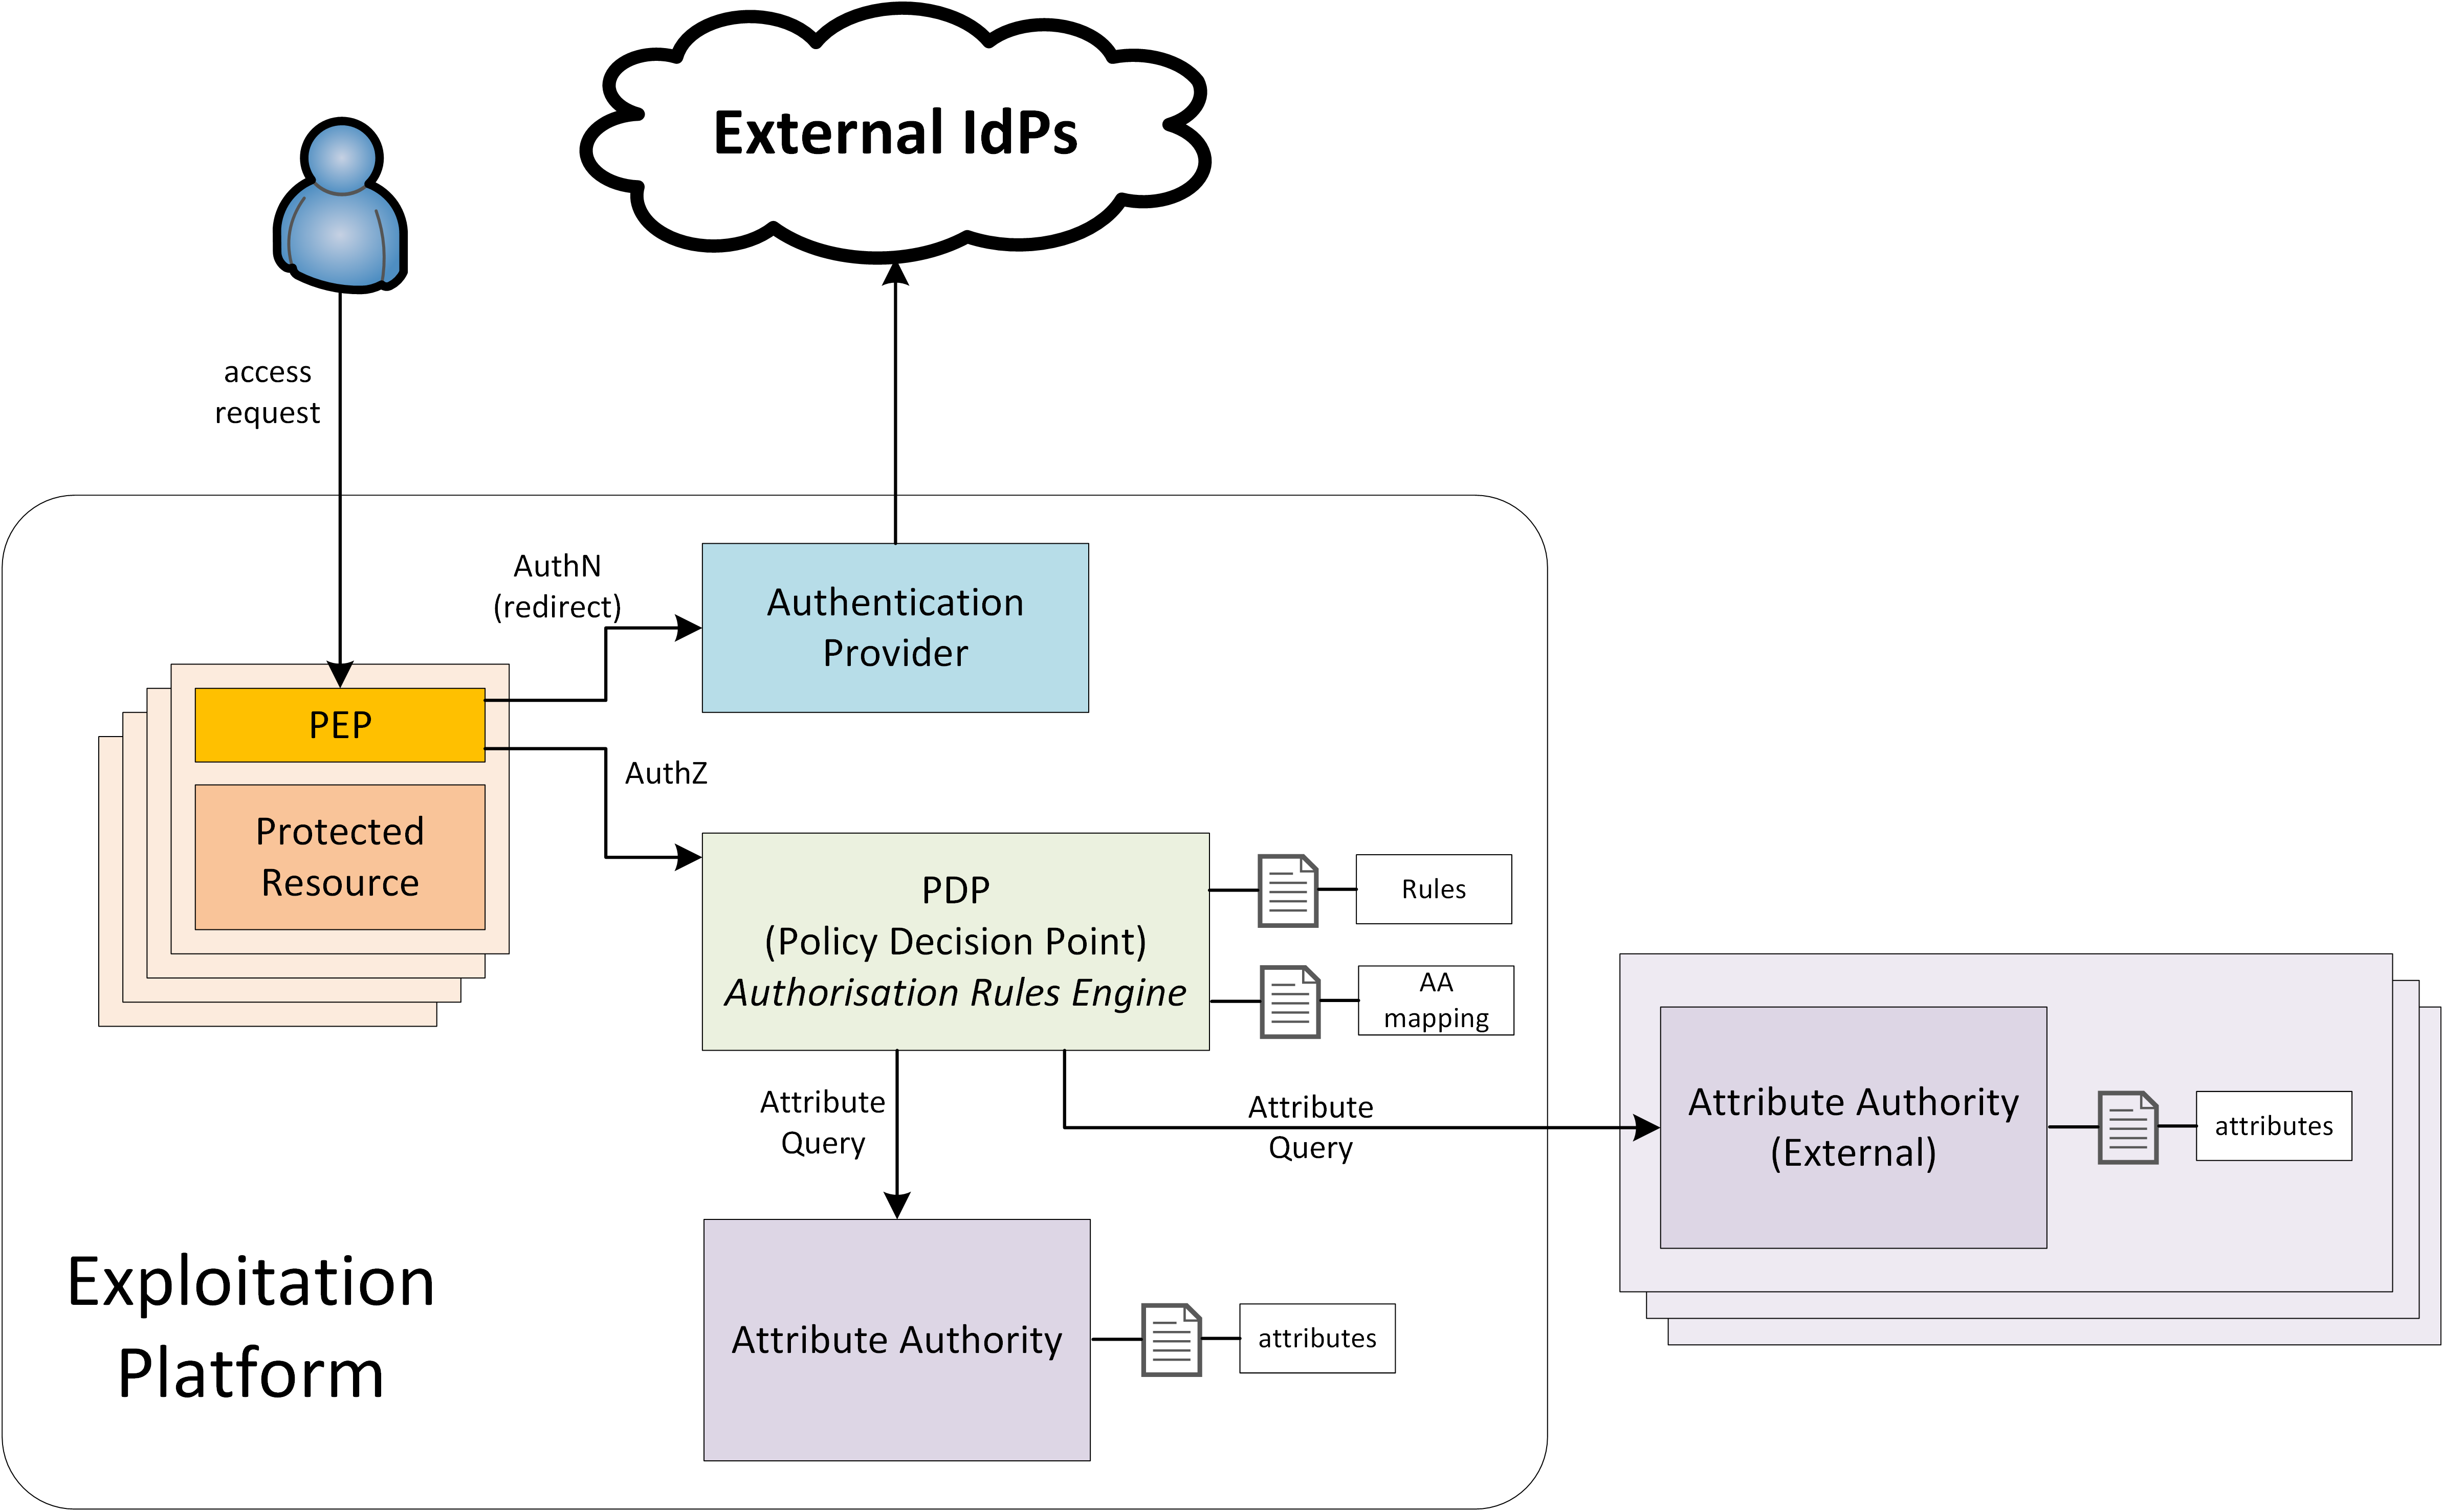 External IdPs
access
request
AuthN
(redirect)
Authentication
Provider
PEP
AuthZ
Protected
Resource
PDP
(Policy Decision Point)
Authorisation Rules Engine
Rules
AA
mapping
Attribute
Query
Attribute
Query
Attribute Authority
(External)
attributes
Attribute Authority
attributes
Exploitation
Platform